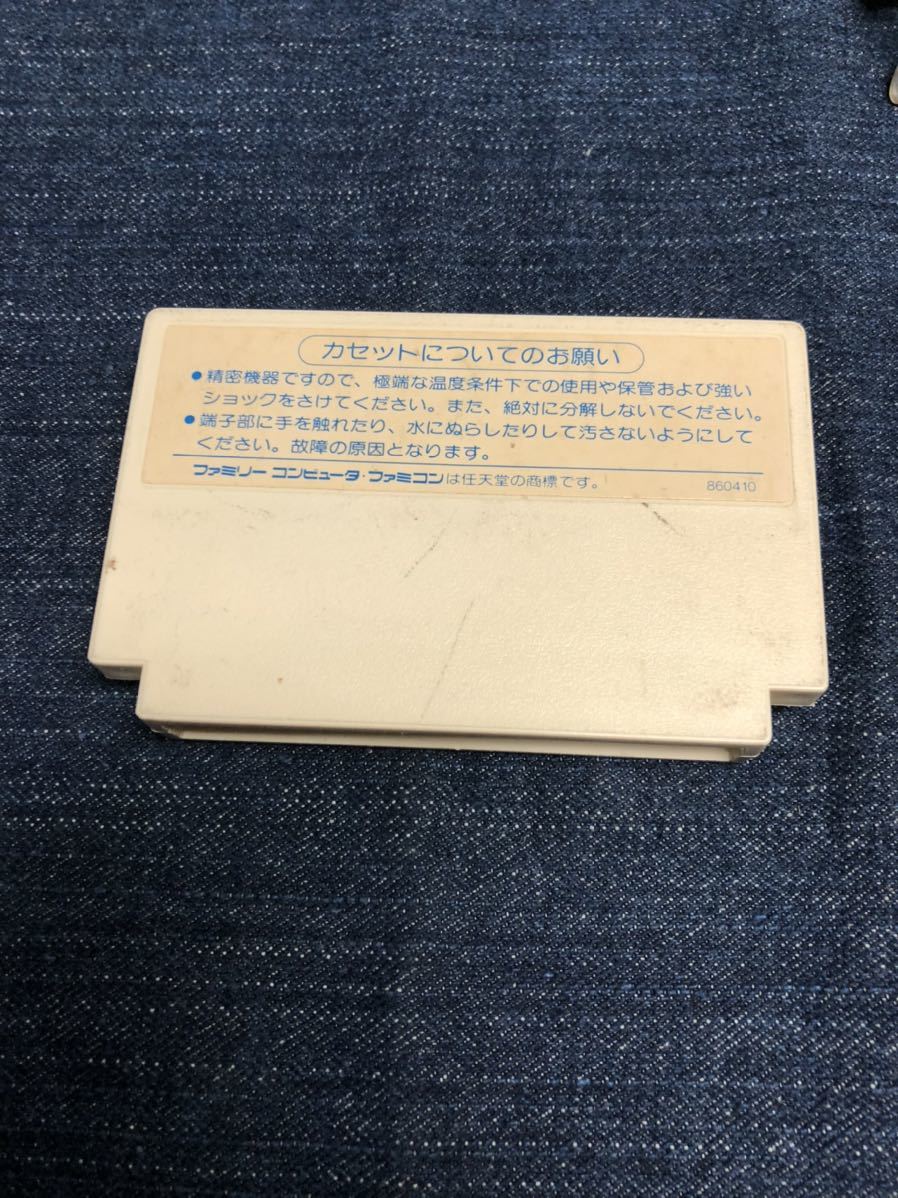 カセットについてのお願い
●精密機器ですので、極端な温度条件下での使用や保管および強い
ショックをさけてください。また、絶対に分解しないでください。
●端子部に手を触れたり、水にぬらしたりして汚さないようにして
ください。故障の原因となります。
ファミリー コンピュータ・ファミコンは任天堂の商標です。 860410